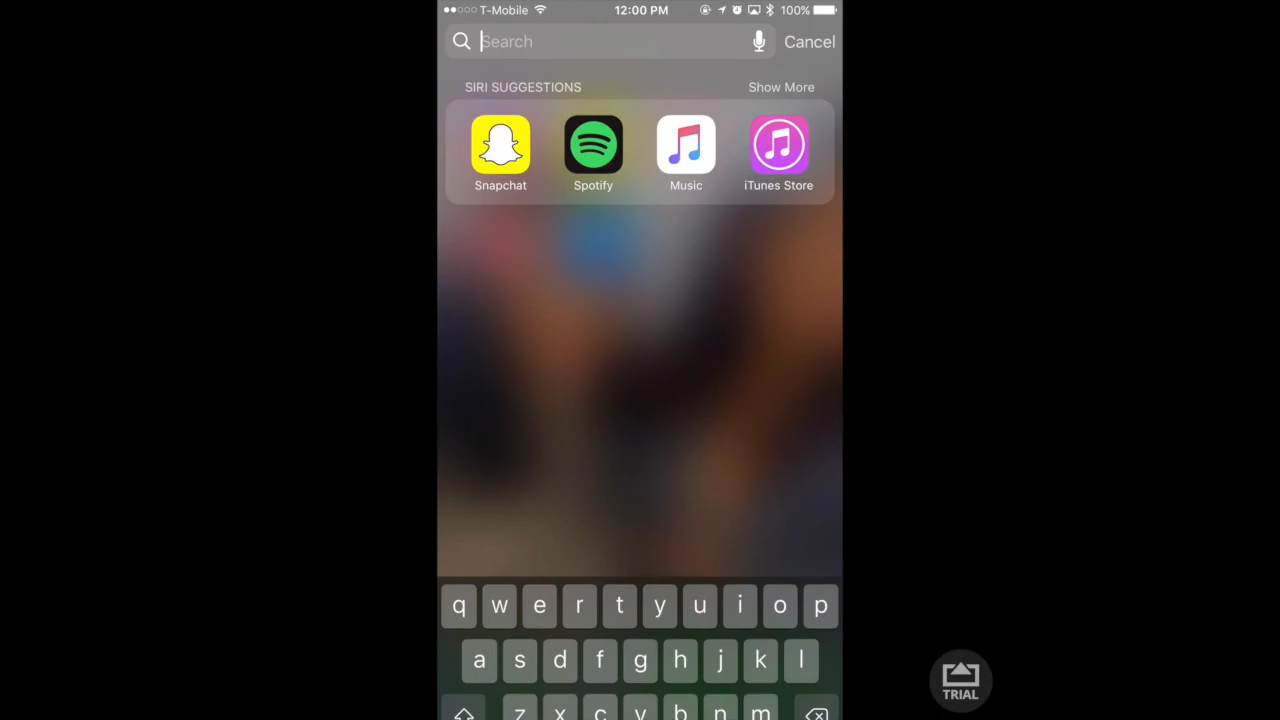 T-Mobile 12:00 PM 100%
Search Cancel
SIRI SUGGESTIONS Show More
Snapchat Spotify Music iTunes Store
q w e r t y u i o p
a s d f g h j k l
z x c v b n m
TRIAL